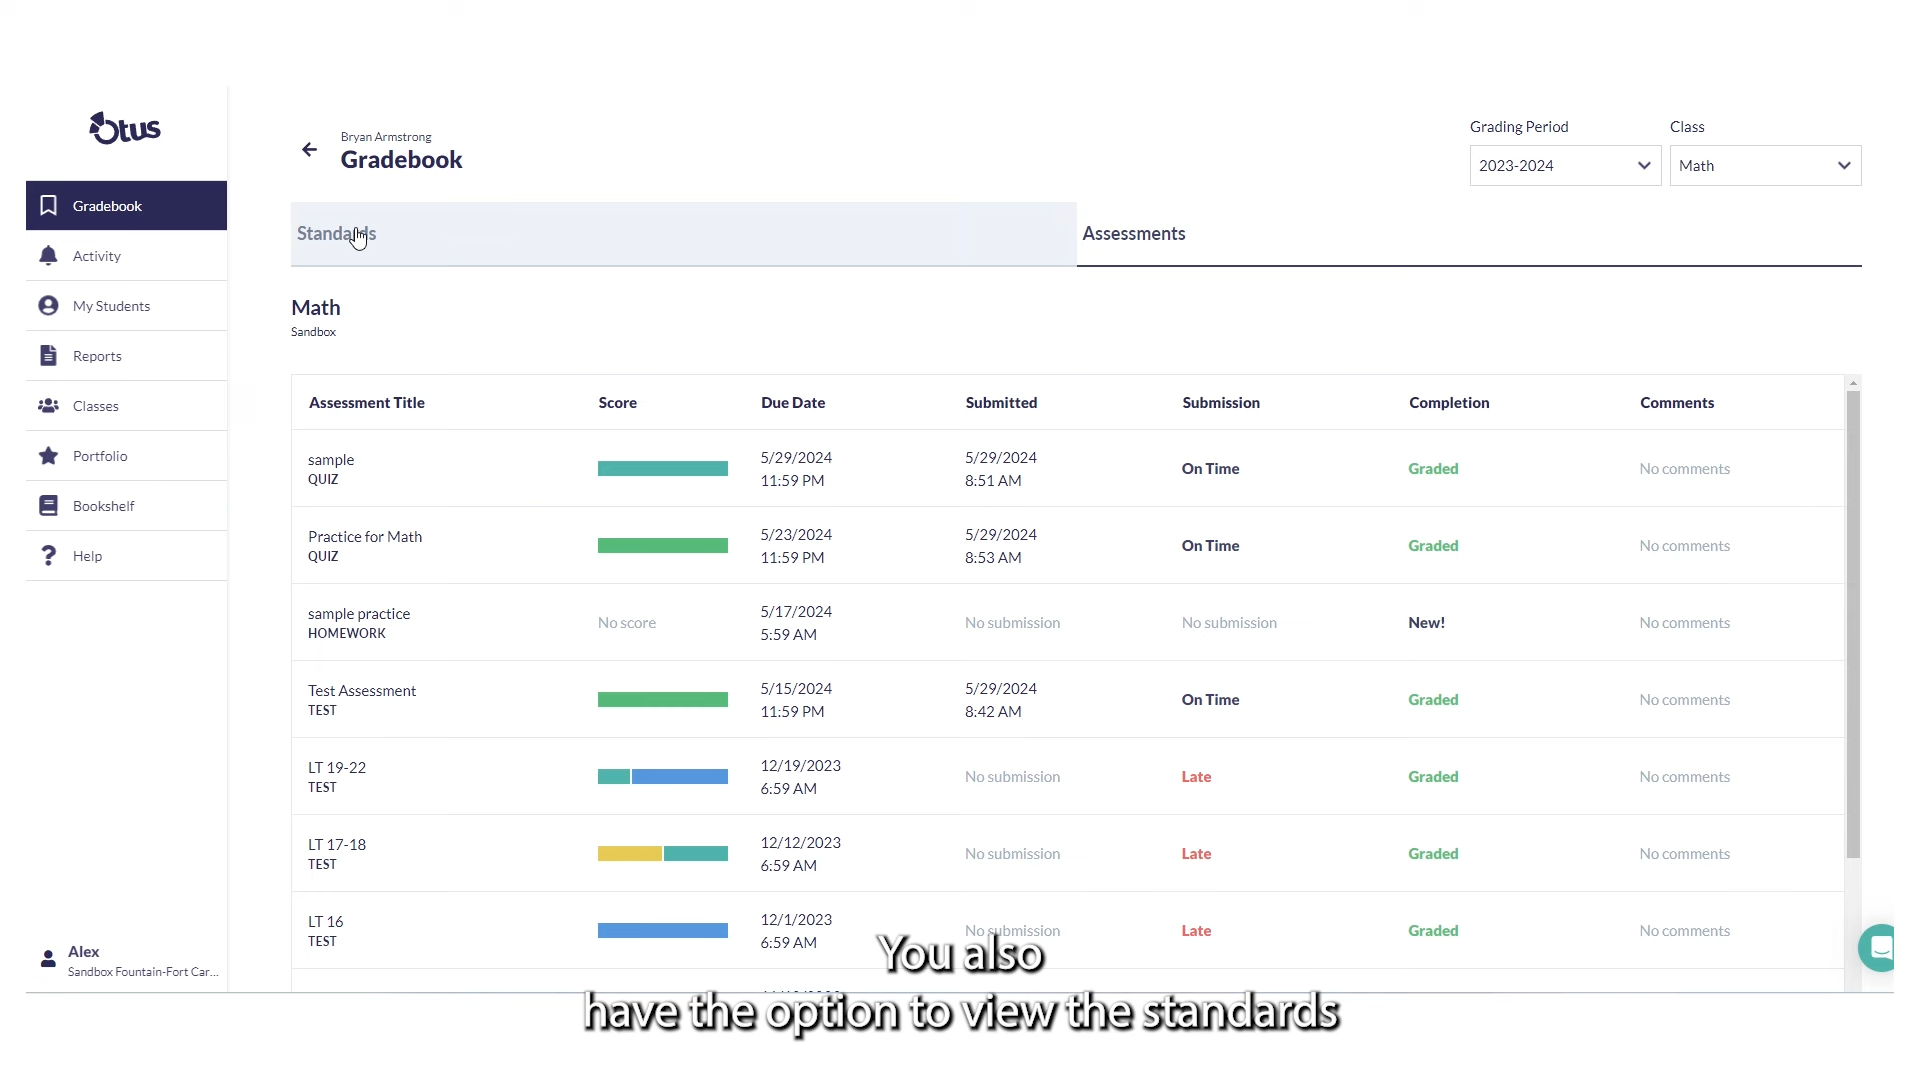 Otus
Gradebook
Activity
My Students
Reports
Classes
Portfolio
Bookshelf
Help
Alex
Sandbox Fountain-Fort Car...
Bryan Armstrong
Gradebook
Grading Period
Class
2023-2024
Math
Standards
Assessments
Math
Sandbox
Assessment Title Score Due Date Submitted Submission Completion Comments
sample
QUIZ
5/29/2024
11:59 PM
5/29/2024
8:51 AM
On Time
Graded
No comments
Practice for Math
QUIZ
5/23/2024
11:59 PM
5/29/2024
8:53 AM
On Time
Graded
No comments
sample practice
HOMEWORK
No score
5/17/2024
5:59 AM
No submission
No submission
New!
No comments
Test Assessment
TEST
5/15/2024
11:59 PM
5/29/2024
8:42 AM
On Time
Graded
No comments
LT 19-22
TEST
12/19/2023
6:59 AM
No submission
Late
Graded
No comments
LT 17-18
TEST
12/12/2023
6:59 AM
No submission
Late
Graded
No comments
LT 16
TEST
12/1/2023
6:59 AM
No submission
Late
Graded
No comments
You also
have the option to view the standards